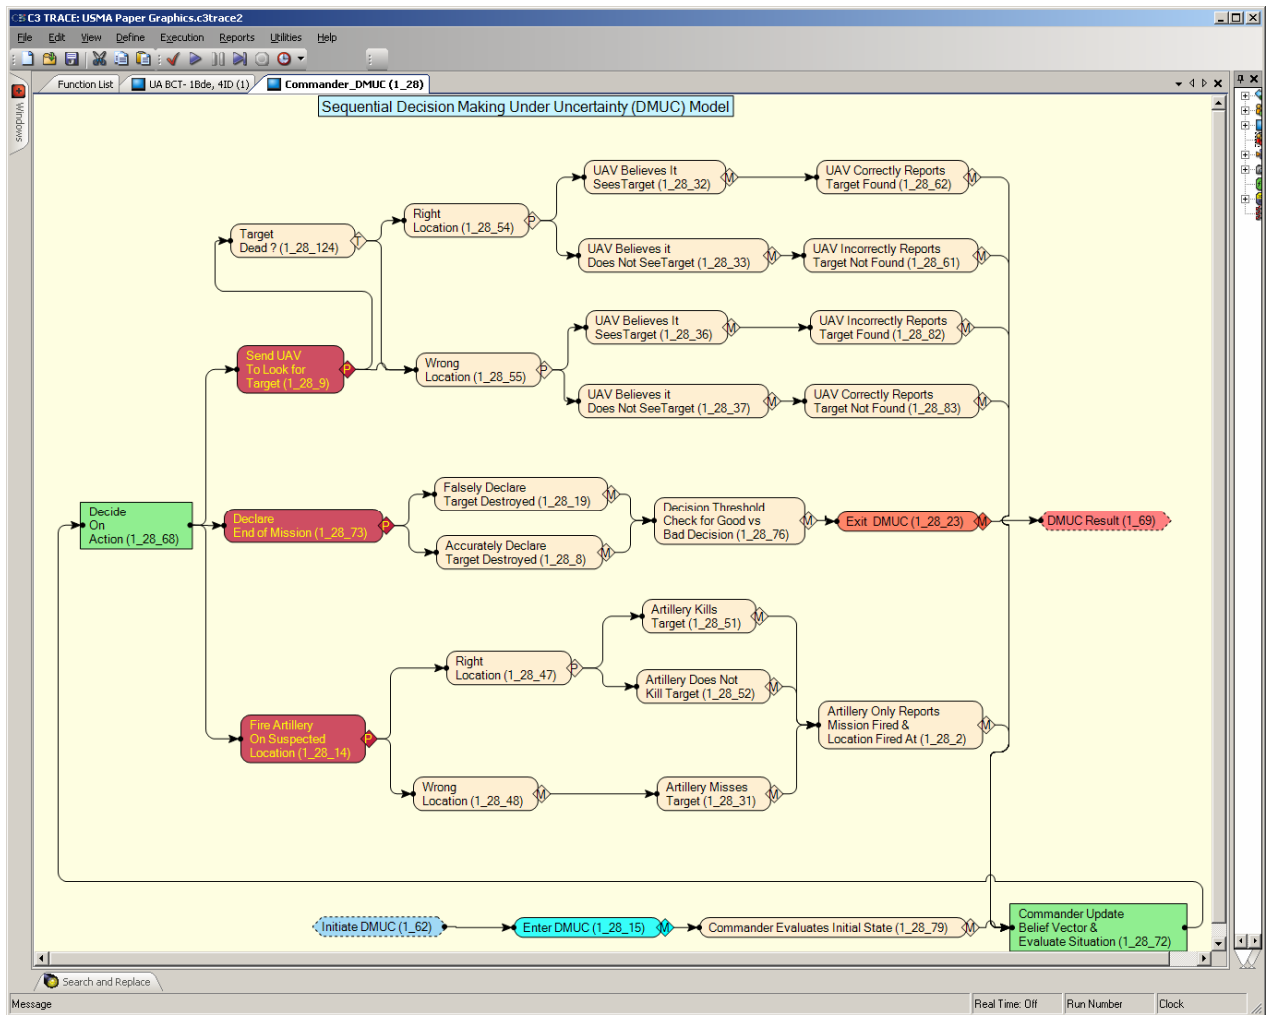 C3 TRACE: USMA Paper Graphics.c3trace2
File Edit View Define Execution Reports Utilities Help
Function List
UA BCT- 1Bde, 4ID (1)
Commander_DMUC (1_28)
Windows
Sequential Decision Making Under Uncertainty (DMUC) Model
UAV Believes It
SeesTarget (1_28_32)
M
UAV Correctly Reports
Target Found (1_28_62)
M
Right
Location (1_28_54)
P
Target
Dead ? (1_28_124)
T
UAV Believes it
Does Not SeeTarget (1_28_33)
M
UAV Incorrectly Reports
Target Not Found (1_28_61)
M
UAV Believes It
SeesTarget (1_28_36)
M
UAV Incorrectly Reports
Target Found (1_28_82)
M
Send UAV
To Look for
Target (1_28_9)
P
Wrong
Location (1_28_55)
P
UAV Believes it
Does Not SeeTarget (1_28_37)
M
UAV Correctly Reports
Target Not Found (1_28_83)
M
Decide
On
Action (1_28_68)
Declare
End of Mission (1_28_73)
P
Falsely Declare
Target Destroyed (1_28_19)
M
Accurately Declare
Target Destroyed (1_28_8)
M
Decision Threshold
Check for Good vs
Bad Decision (1_28_76)
M
Exit DMUC (1_28_23)
M
DMUC Result (1_69)
Artillery Kills
Target (1_28_51)
M
Right
Location (1_28_47)
P
Artillery Does Not
Kill Target (1_28_52)
M
Fire Artillery
On Suspected
Location (1_28_14)
P
Artillery Only Reports
Mission Fired &
Location Fired At (1_28_2)
M
Wrong
Location (1_28_48)
M
Artillery Misses
Target (1_28_31)
M
Initiate DMUC (1_62)
Enter DMUC (1_28_15)
M
Commander Evaluates Initial State (1_28_79)
M
Commander Update
Belief Vector &
Evaluate Situation (1_28_72)
Search and Replace
Message
Real Time: Off
Run Number
Clock